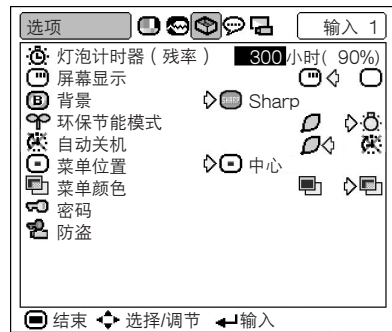 选项 输入 1
灯泡计时器 ( 残率 ) 300 小时( 90%)
屏幕显示
B 背景 SHARP Sharp
环保节能模式
自动关机
菜单位置 中心
菜单颜色
密码
防盗
结束 选择/调节 输入